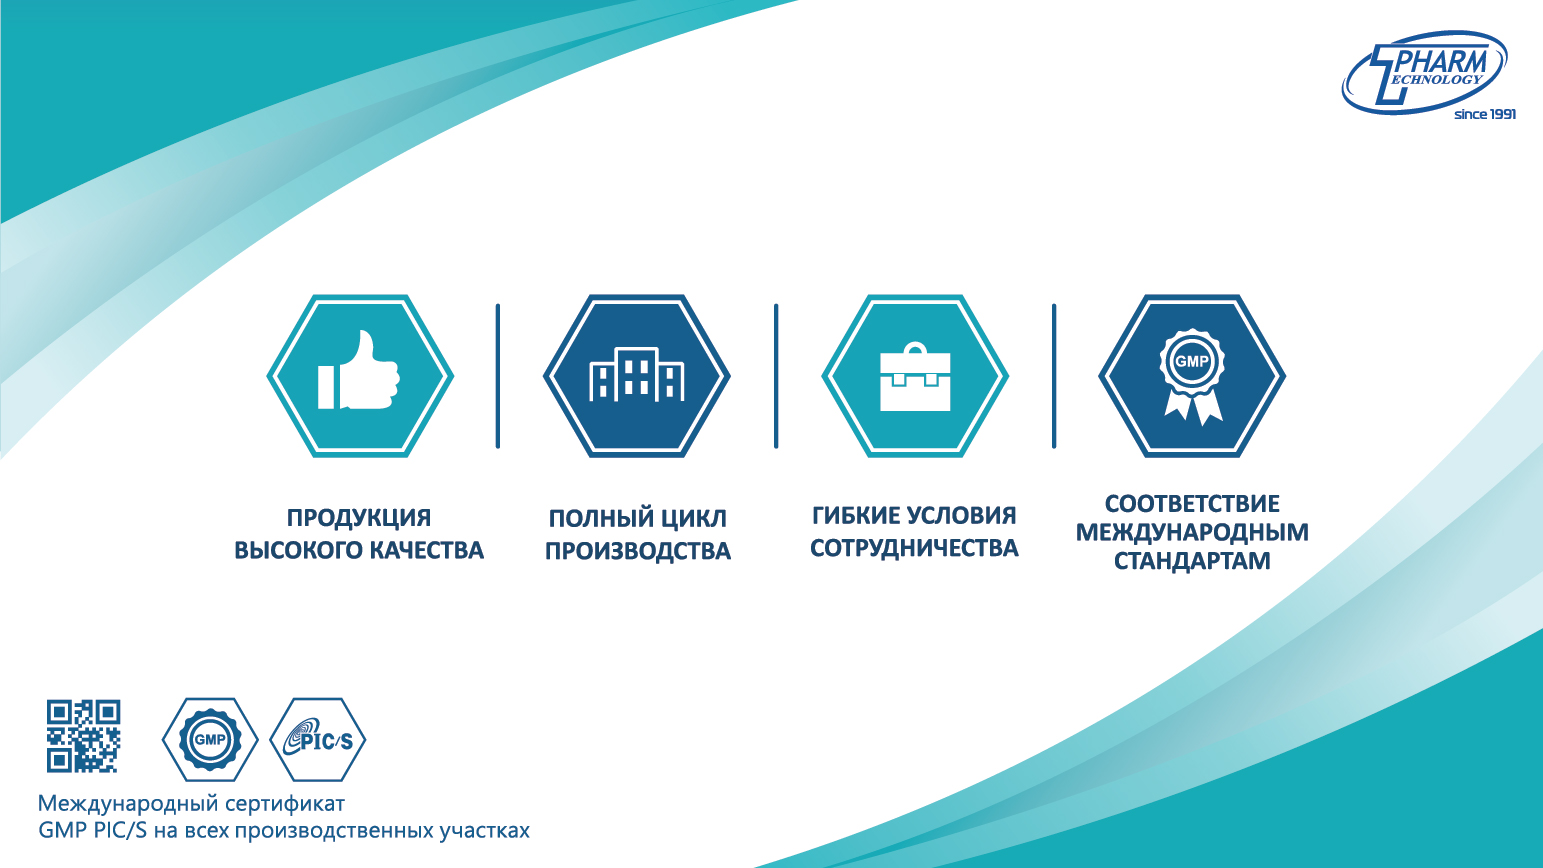 PHARM
TECHNOLOGY
since 1991
GMP
ПРОДУКЦИЯ
ВЫСОКОГО КАЧЕСТВА
ПОЛНЫЙ ЦИКЛ
ПРОИЗВОДСТВА
ГИБКИЕ УСЛОВИЯ
СОТРУДНИЧЕСТВА
СООТВЕТСТВИЕ
МЕЖДУНАРОДНЫМ
СТАНДАРТАМ
GMP
PIC/S
Международный сертификат
GMP PIC/S на всех производственных участках